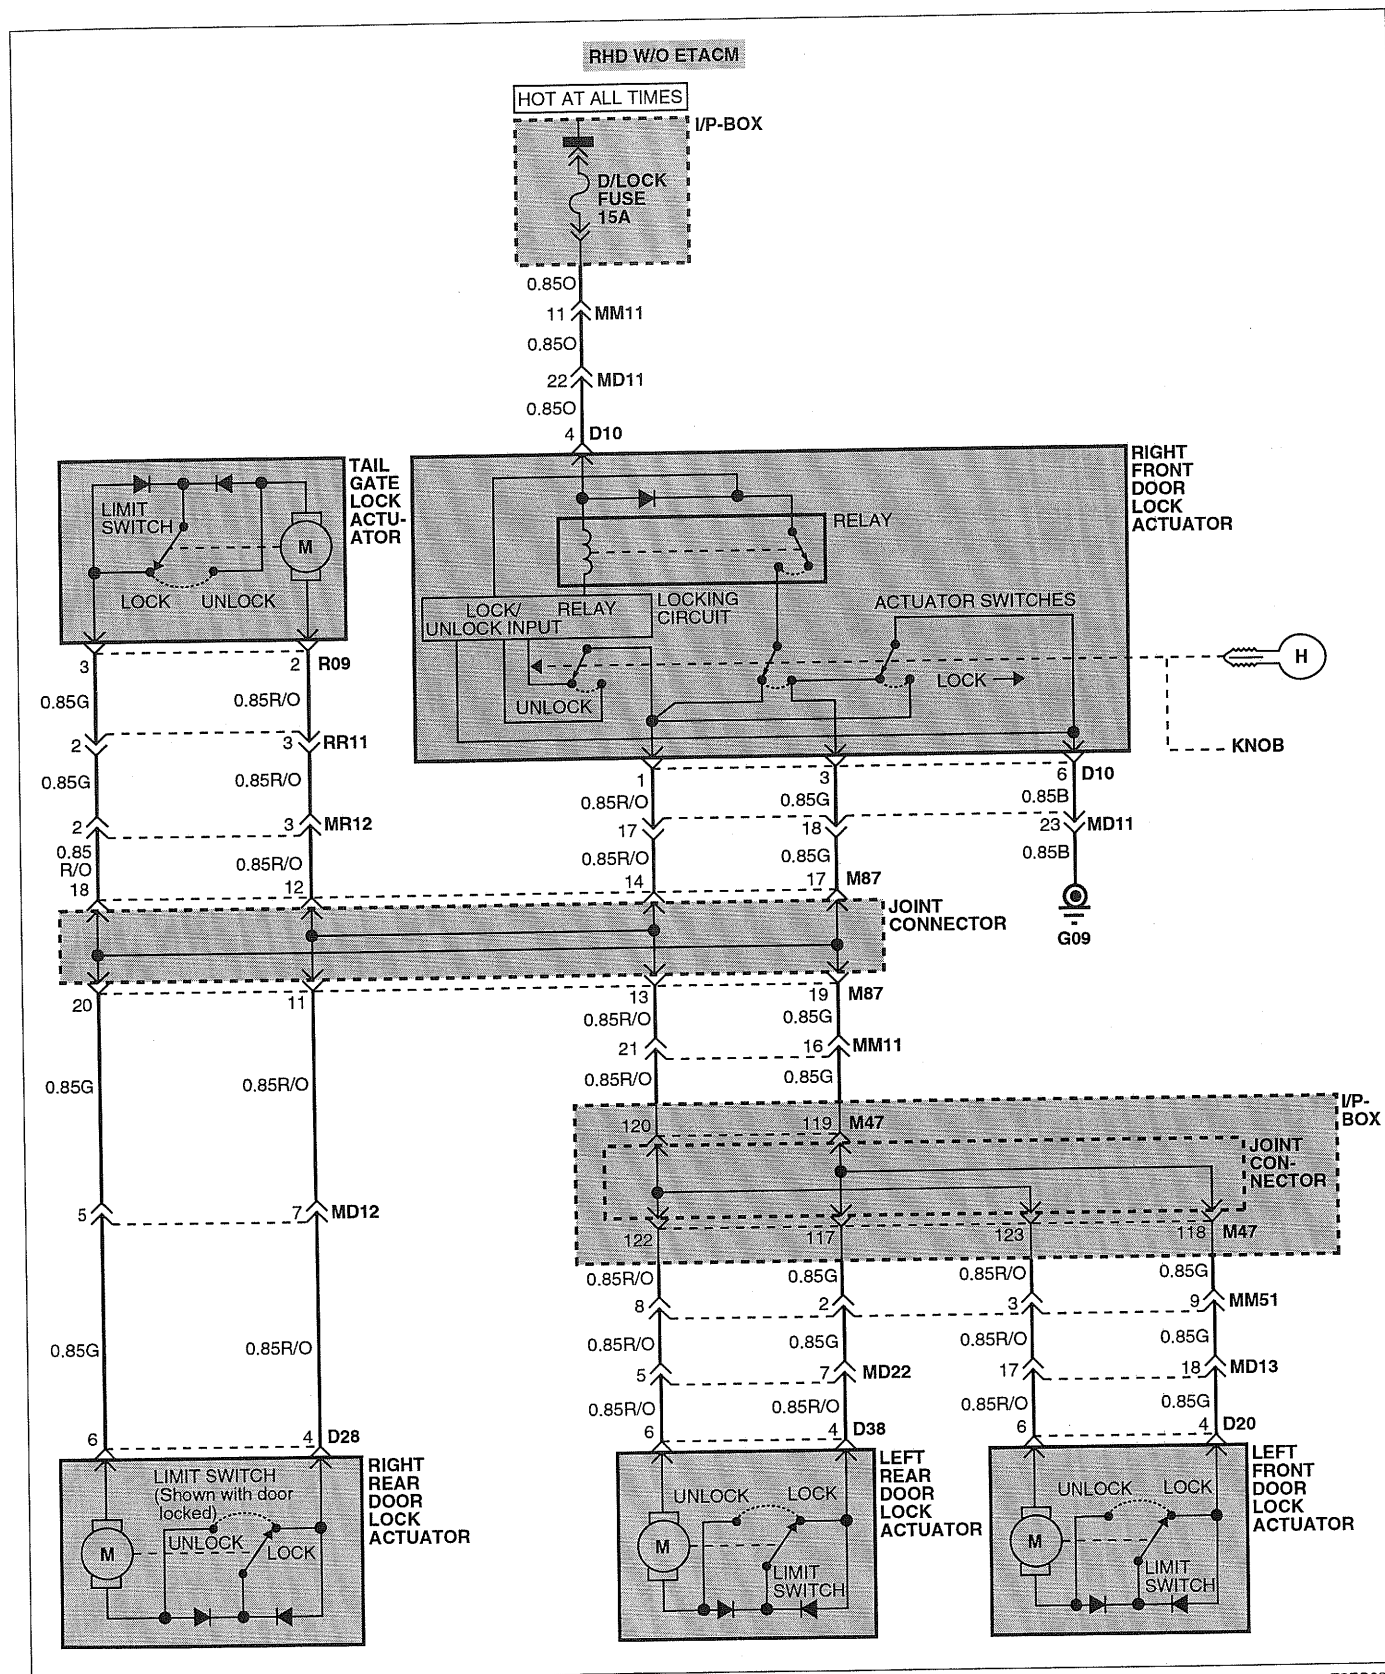 RHD W/O ETACM
HOT AT ALL TIMES
I/P-BOX
D/LOCK
FUSE
15A
0.85O
11 MM11
0.85O
22 MD11
0.85O
4 D10
TAIL
GATE
LOCK
ACTU-
ATOR
LIMIT
SWITCH
M
LOCK UNLOCK
RIGHT
FRONT
DOOR
LOCK
ACTUATOR
RELAY
LOCK/ RELAY
UNLOCK INPUT
LOCKING
CIRCUIT
ACTUATOR SWITCHES
UNLOCK
LOCK
H
KNOB
3 2 R09
0.85G 0.85R/O
2 3 RR11
0.85G 0.85R/O
2 3 MR12
0.85
R/O
0.85R/O
18 12
1 3 6 D10
0.85R/O 0.85G 0.85B
17 18 23 MD11
0.85R/O 0.85G 0.85B
14 17 M87
G09
JOINT
CONNECTOR
20 11 13 19 M87
0.85R/O 0.85G
21 16 MM11
0.85G 0.85R/O 0.85R/O 0.85G
I/P-
BOX
120 119 M47
JOINT
CON-
NECTOR
5 7 MD12
122 117 123 118 M47
0.85R/O 0.85G 0.85R/O 0.85G
8 2 3 9 MM51
0.85G 0.85R/O 0.85R/O 0.85G 0.85R/O 0.85G
5 7 MD22 17 18 MD13
0.85R/O 0.85R/O 0.85R/O 0.85G
6 4 D28 6 4 D38 6 4 D20
LIMIT SWITCH
(Shown with door
locked)
UNLOCK
LOCK
M
RIGHT
REAR
DOOR
LOCK
ACTUATOR
UNLOCK LOCK
M
LIMIT
SWITCH
LEFT
REAR
DOOR
LOCK
ACTUATOR
UNLOCK LOCK
M
LIMIT
SWITCH
LEFT
FRONT
DOOR
LOCK
ACTUATOR